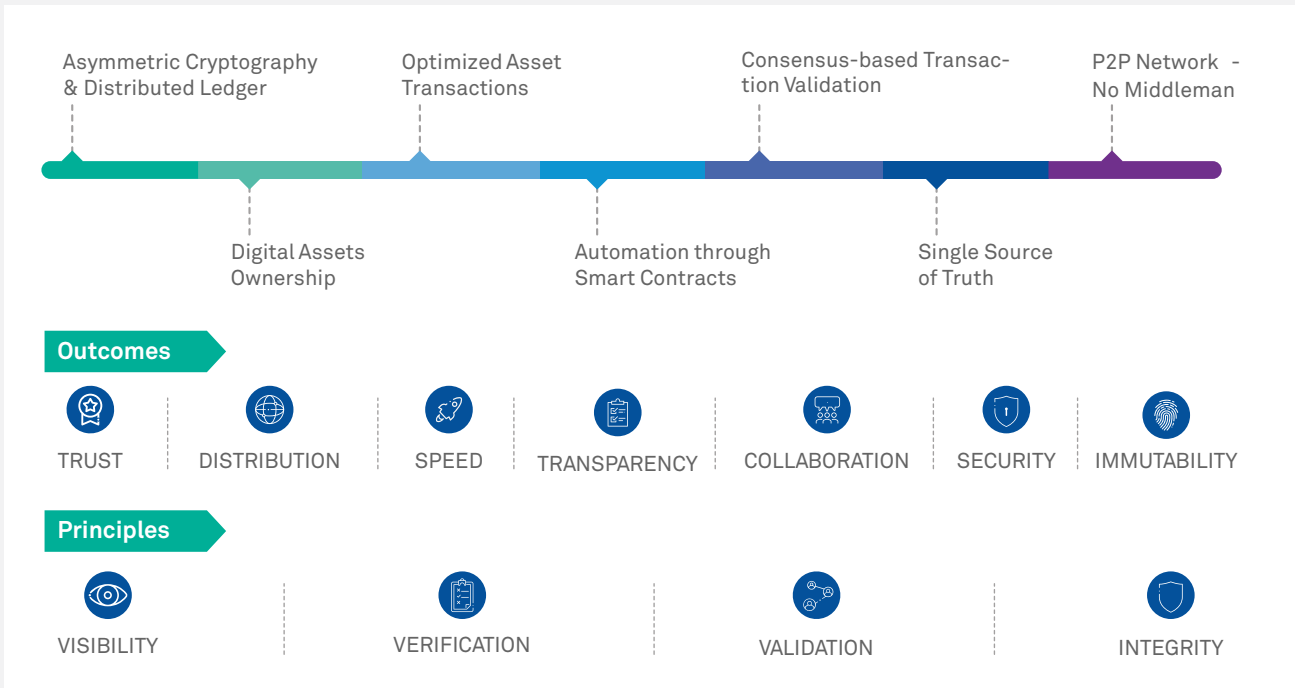 Asymmetric Cryptography
& Distributed Ledger
Optimized Asset
Transactions
Consensus-based Transac-
tion Validation
P2P Network -
No Middleman
Digital Assets
Ownership
Automation through
Smart Contracts
Single Source
of Truth
Outcomes
TRUST
DISTRIBUTION
SPEED
TRANSPARENCY
COLLABORATION
SECURITY
IMMUTABILITY
Principles
VISIBILITY
VERIFICATION
VALIDATION
INTEGRITY